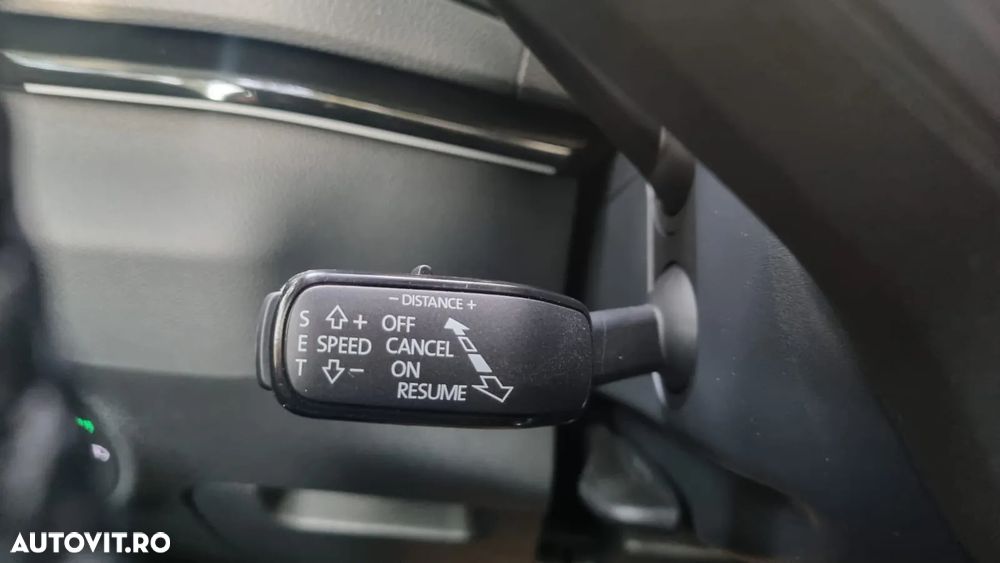 − DISTANCE +
S + OFF
E SPEED CANCEL
T − ON
RESUME
AUTOVIT.RO